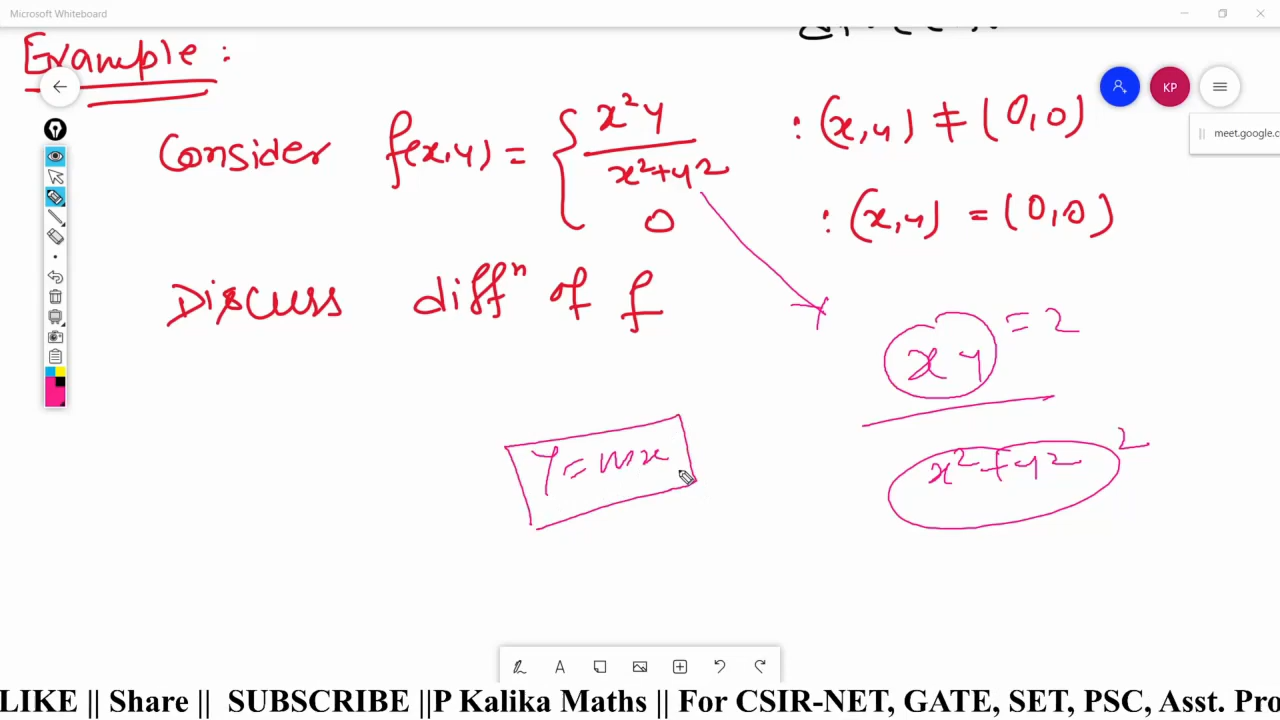 Microsoft Whiteboard
Example :
Consider f(x,y) = { x²y / x²+y² : (x,y) ≠ (0,0)
0 : (x,y) = (0,0)
KP
meet.google.c
Discuss diffⁿ of f
xy = 2
x²+y² 2
Y = mx
LIKE || Share || SUBSCRIBE ||P Kalika Maths || For CSIR-NET, GATE, SET, PSC, Asst. Pro